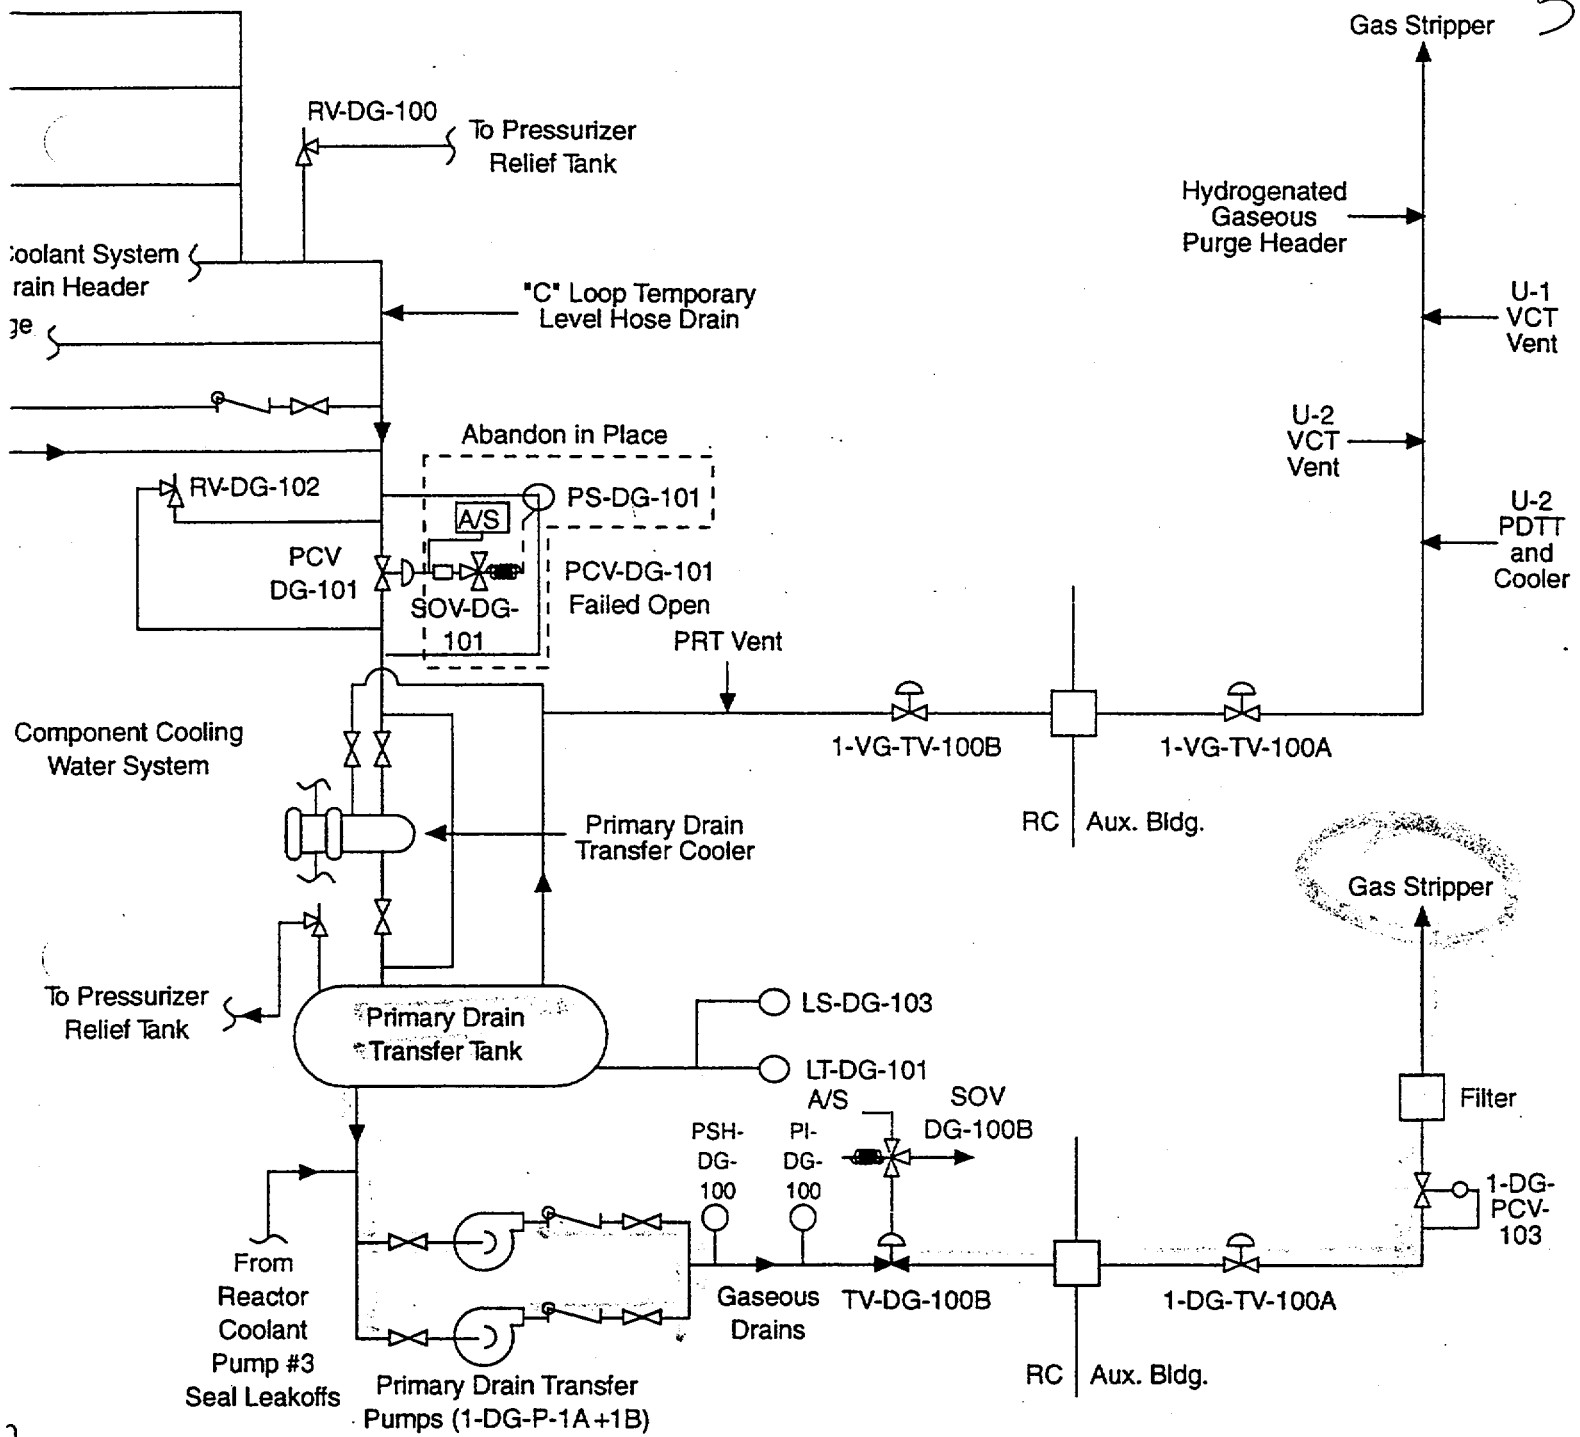 Gas Stripper
RV-DG-100
To Pressurizer
Relief Tank
Hydrogenated
Gaseous
Purge Header
oolant System
rain Header
"C" Loop Temporary
Level Hose Drain
U-1
VCT
Vent
ge
U-2
VCT
Vent
Abandon in Place
RV-DG-102
PS-DG-101
A/S
U-2
PDTT
and
Cooler
PCV
DG-101
PCV-DG-101
Failed Open
SOV-DG-
101
PRT Vent
Component Cooling
Water System
1-VG-TV-100B
1-VG-TV-100A
RC
Aux. Bldg.
Primary Drain
Transfer Cooler
Gas Stripper
To Pressurizer
Relief Tank
Primary Drain
Transfer Tank
LS-DG-103
LT-DG-101
A/S
SOV
DG-100B
Filter
PSH-
DG-
100
PI-
DG-
100
1-DG-
PCV-
103
From
Reactor
Coolant
Pump #3
Seal Leakoffs
Gaseous
Drains
TV-DG-100B
1-DG-TV-100A
RC
Aux. Bldg.
Primary Drain Transfer
Pumps (1-DG-P-1A+1B)